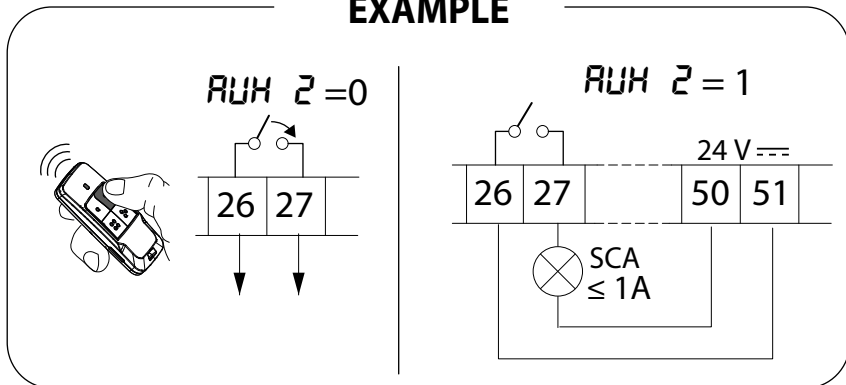 EXAMPLE
AUX 2 =0
26 27
AUX 2 = 1
24 V ⎓
26 27 50 51
SCA
≤ 1A